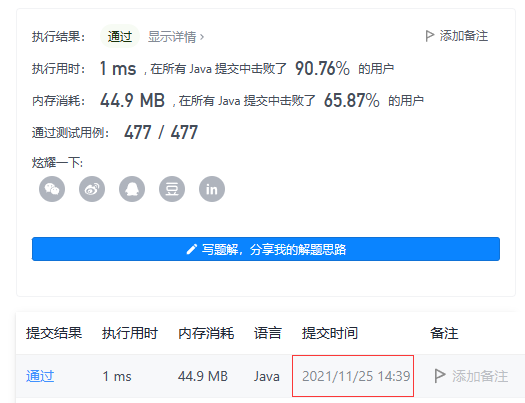 执行结果： 通过 显示详情 › 添加备注
执行用时： 1 ms , 在所有 Java 提交中击败了 90.76% 的用户
内存消耗： 44.9 MB , 在所有 Java 提交中击败了 65.87% 的用户
通过测试用例： 477 / 477
炫耀一下:
豆 in
写题解，分享我的解题思路
提交结果 执行用时 内存消耗 语言 提交时间 备注
通过 1 ms 44.9 MB Java 2021/11/25 14:39 添加备注